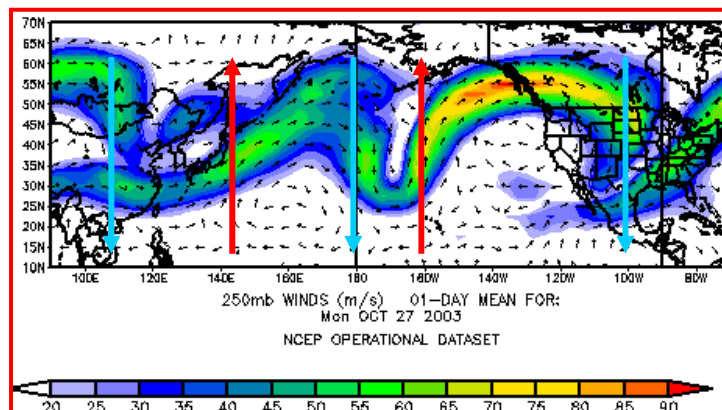 70N
65N
60N
55N
50N
45N
40N
35N
30N
25N
20N
15N
10N
100E 120E 140E 160E 180 160W 140W 120W 100W 80W
250mb WINDS (m/s) 01-DAY MEAN FOR:
Mon OCT 27 2003
NCEP OPERATIONAL DATASET
20 25 30 35 40 45 50 55 60 65 70 75 80 85 90